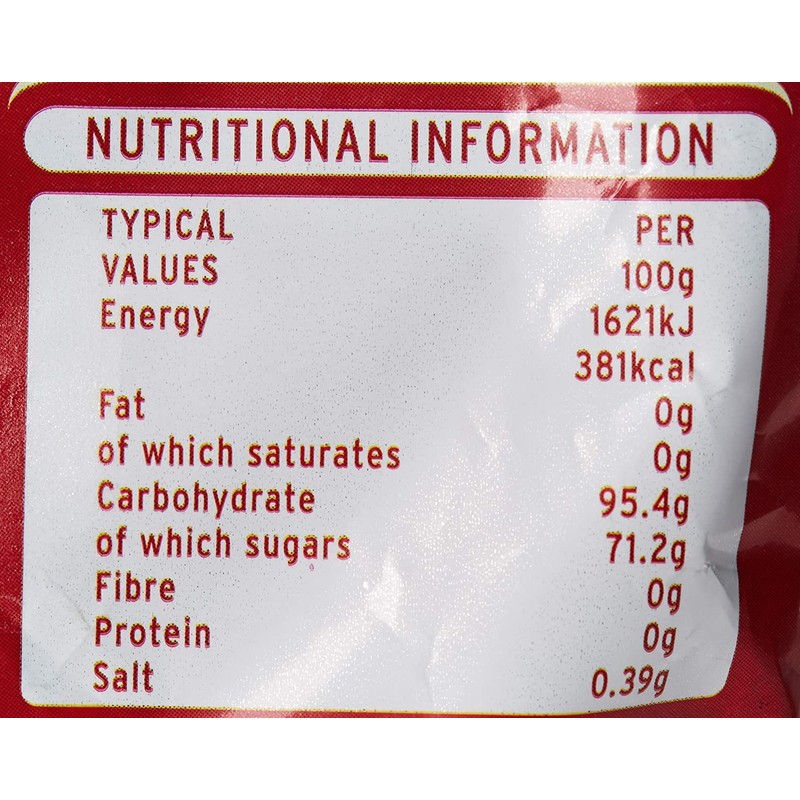 NUTRITIONAL INFORMATION
TYPICAL PER
VALUES 100g
Energy 1621kJ
381kcal
Fat 0g
of which saturates 0g
Carbohydrate 95.4g
of which sugars 71.2g
Fibre 0g
Protein 0g
Salt 0.39g